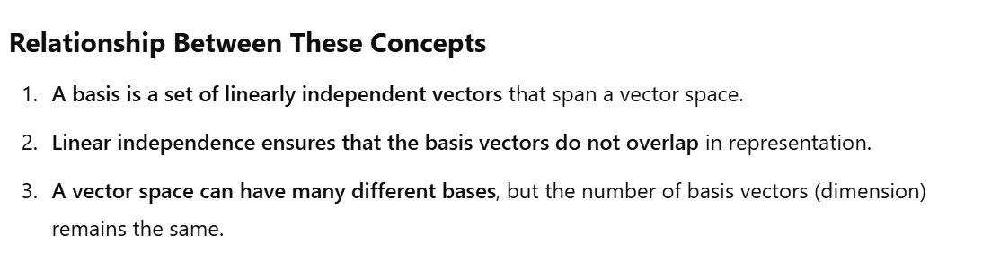 Relationship Between These Concepts
1. A basis is a set of linearly independent vectors that span a vector space.
2. Linear independence ensures that the basis vectors do not overlap in representation.
3. A vector space can have many different bases, but the number of basis vectors (dimension)
remains the same.